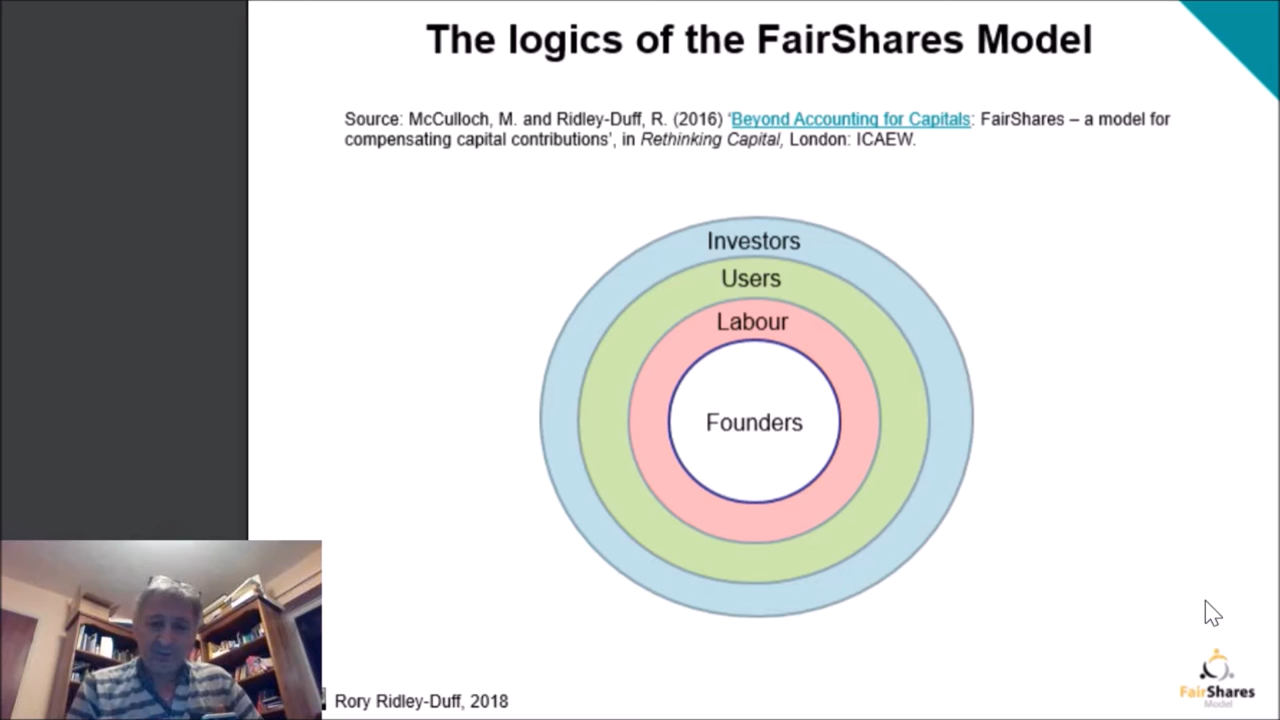 The logics of the FairShares Model
Source: McCulloch, M. and Ridley-Duff, R. (2016) ‘Beyond Accounting for Capitals: FairShares – a model for
compensating capital contributions’, in Rethinking Capital, London: ICAEW.
Investors
Users
Labour
Founders
Rory Ridley-Duff, 2018
FairShares
Model